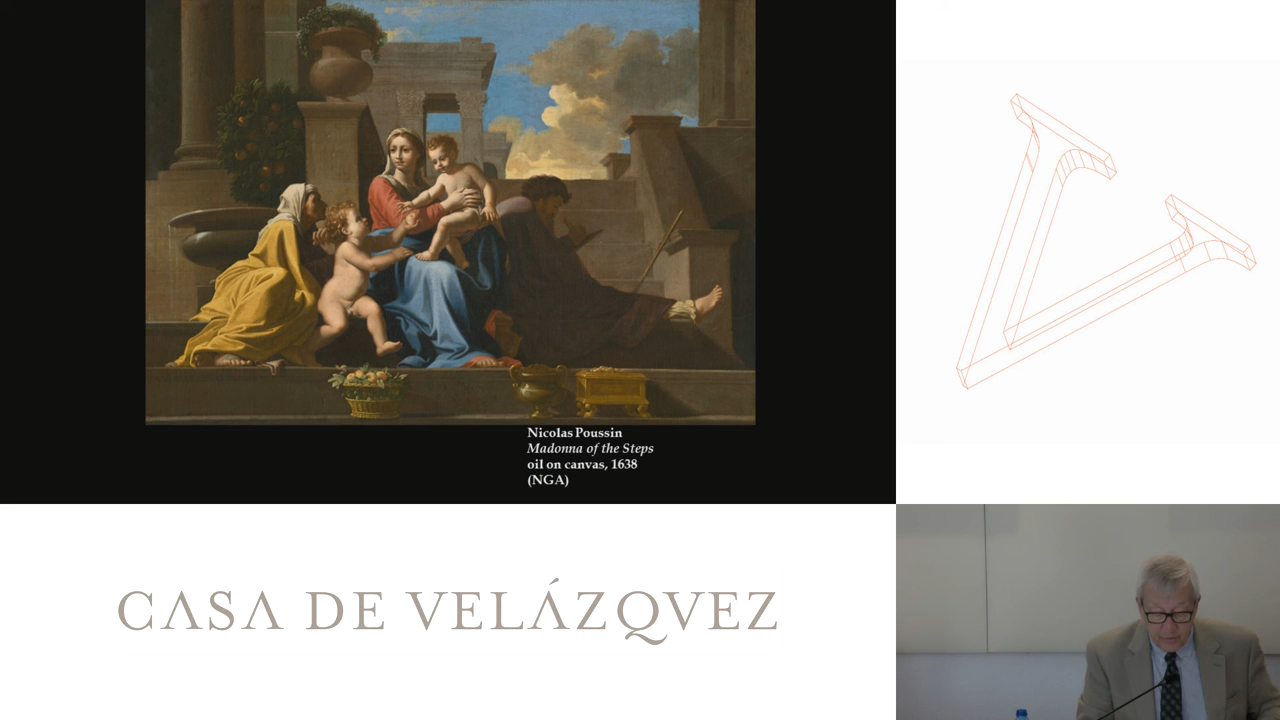 Nicolas Poussin
Madonna of the Steps
oil on canvas, 1638
(NGA)
CASA DE VELÁZQVEZ